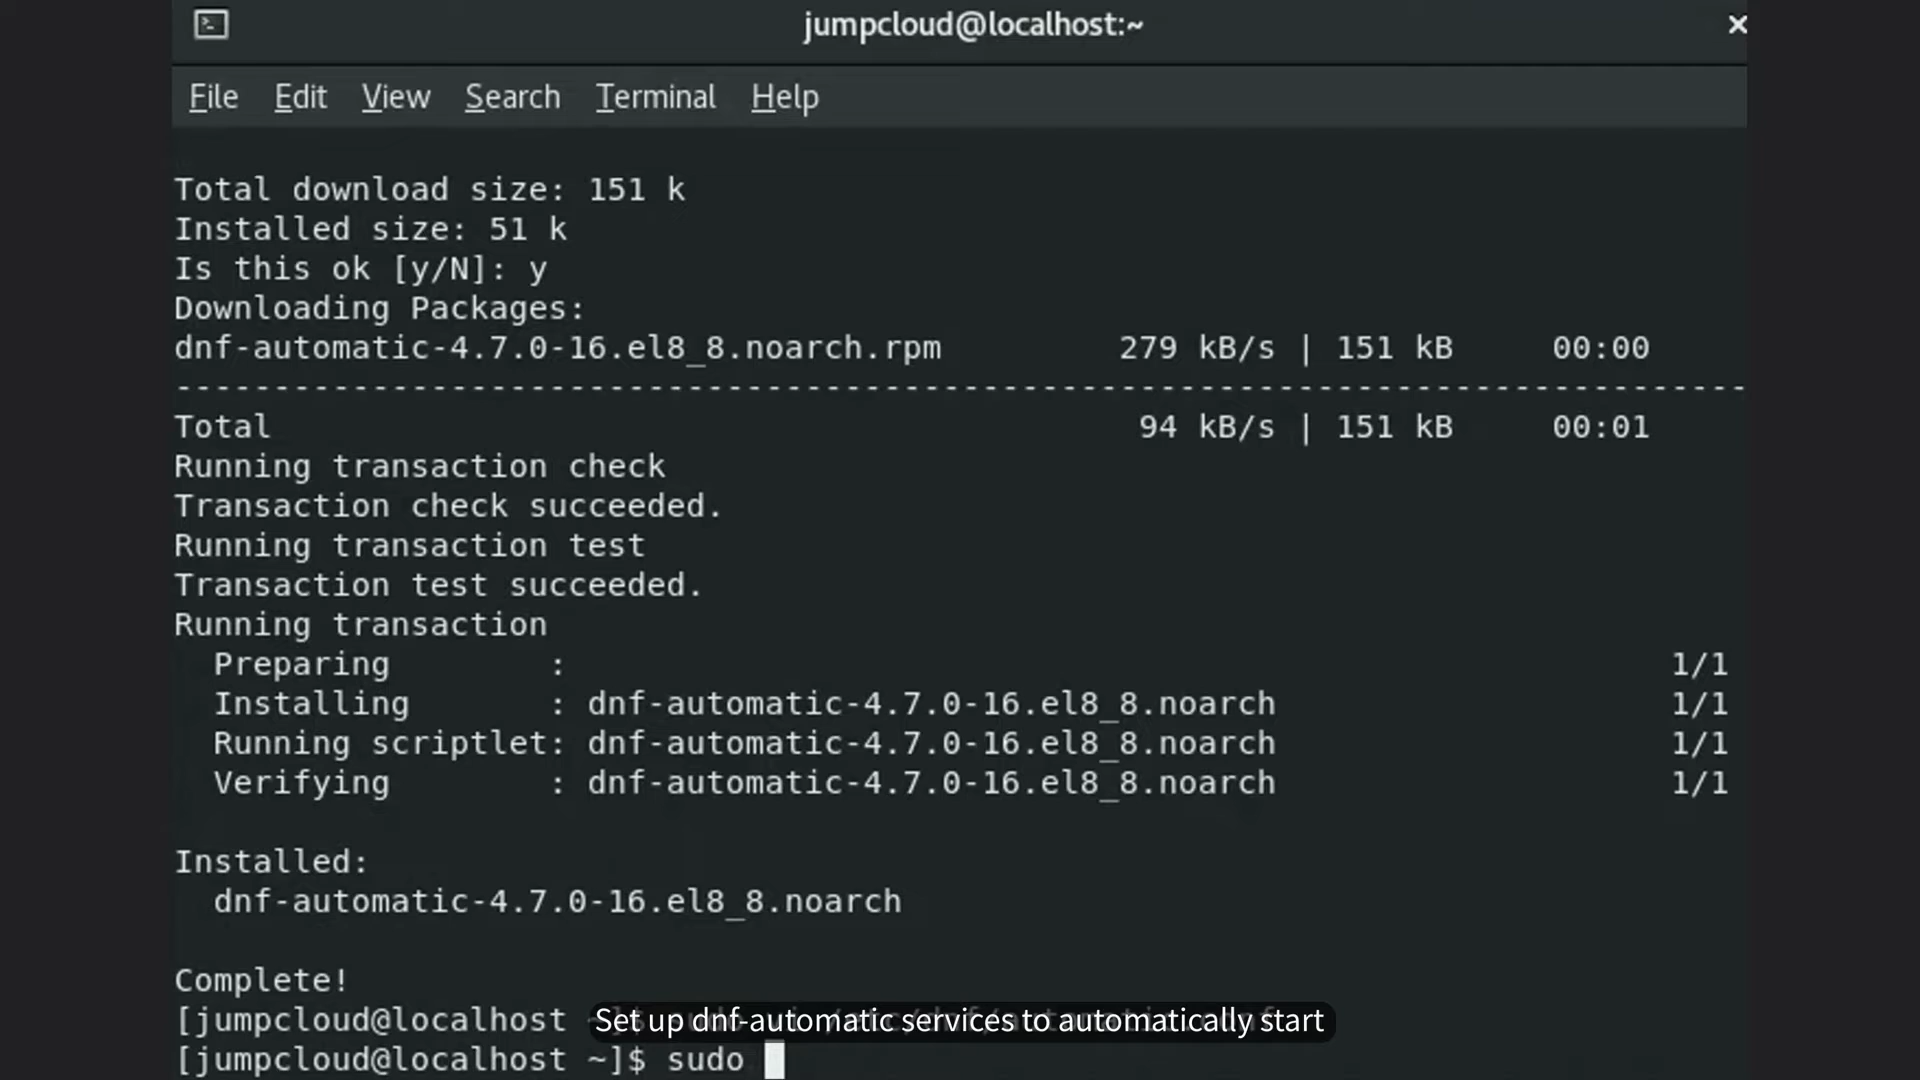 jumpcloud@localhost:~
File Edit View Search Terminal Help
Total download size: 151 k
Installed size: 51 k
Is this ok [y/N]: y
Downloading Packages:
dnf-automatic-4.7.0-16.el8_8.noarch.rpm 279 kB/s | 151 kB 00:00
--------------------------------------------------------------------------------
Total 94 kB/s | 151 kB 00:01
Running transaction check
Transaction check succeeded.
Running transaction test
Transaction test succeeded.
Running transaction
Preparing : 1/1
Installing : dnf-automatic-4.7.0-16.el8_8.noarch 1/1
Running scriptlet: dnf-automatic-4.7.0-16.el8_8.noarch 1/1
Verifying : dnf-automatic-4.7.0-16.el8_8.noarch 1/1
Installed:
dnf-automatic-4.7.0-16.el8_8.noarch
Complete!
[jumpcloud@localhost
Set up dnf-automatic services to automatically start
[jumpcloud@localhost ~]$ sudo